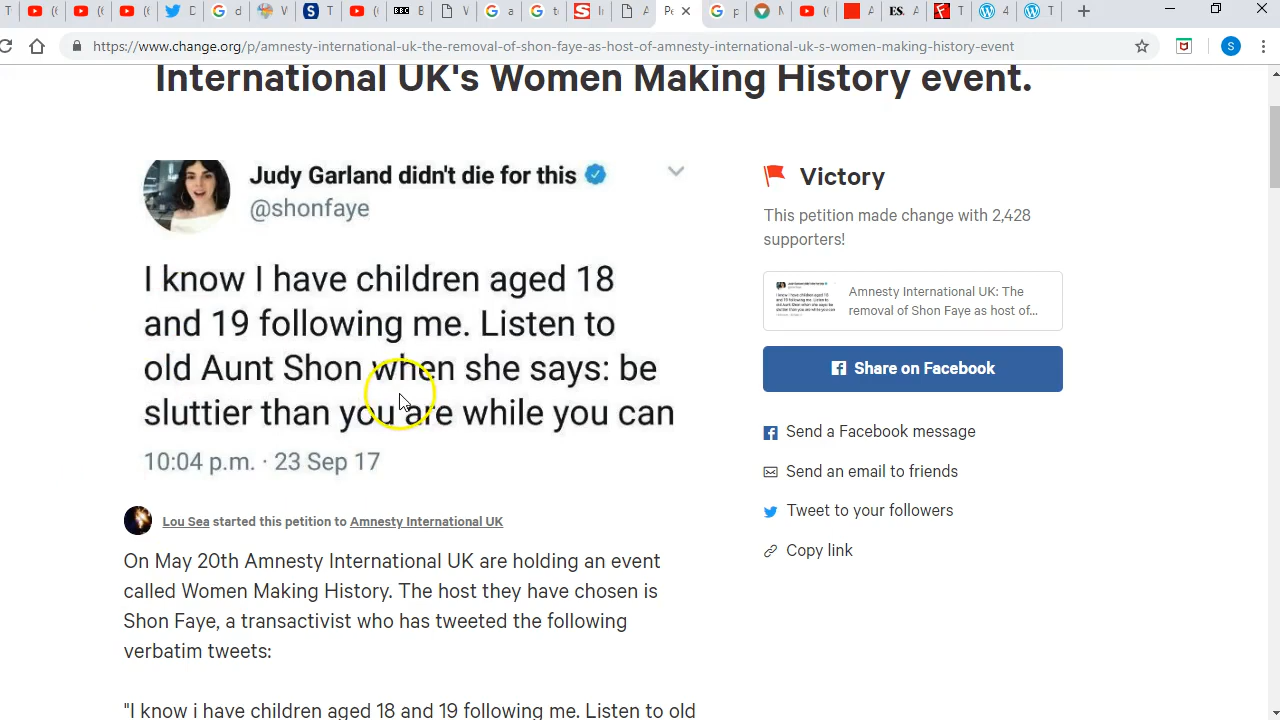 https://www.change.org/p/amnesty-international-uk-the-removal-of-shon-faye-as-host-of-amnesty-international-uk-s-women-making-history-event
International UK's Women Making History event.
Judy Garland didn't die for this
@shonfaye
I know I have children aged 18
and 19 following me. Listen to
old Aunt Shon when she says: be
sluttier than you are while you can
10:04 p.m. · 23 Sep 17
Lou Sea started this petition to Amnesty International UK
On May 20th Amnesty International UK are holding an event
called Women Making History. The host they have chosen is
Shon Faye, a transactivist who has tweeted the following
verbatim tweets:
"I know i have children aged 18 and 19 following me. Listen to old
Victory
This petition made change with 2,428
supporters!
Amnesty International UK: The
removal of Shon Faye as host of...
Share on Facebook
Send a Facebook message
Send an email to friends
Tweet to your followers
Copy link